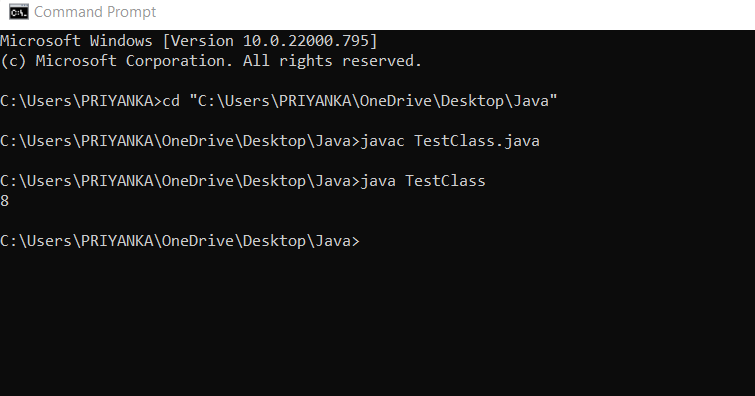 Command Prompt
Microsoft Windows [Version 10.0.22000.795]
(c) Microsoft Corporation. All rights reserved.
C:\Users\PRIYANKA>cd "C:\Users\PRIYANKA\OneDrive\Desktop\Java"
C:\Users\PRIYANKA\OneDrive\Desktop\Java>javac TestClass.java
C:\Users\PRIYANKA\OneDrive\Desktop\Java>java TestClass
8
C:\Users\PRIYANKA\OneDrive\Desktop\Java>